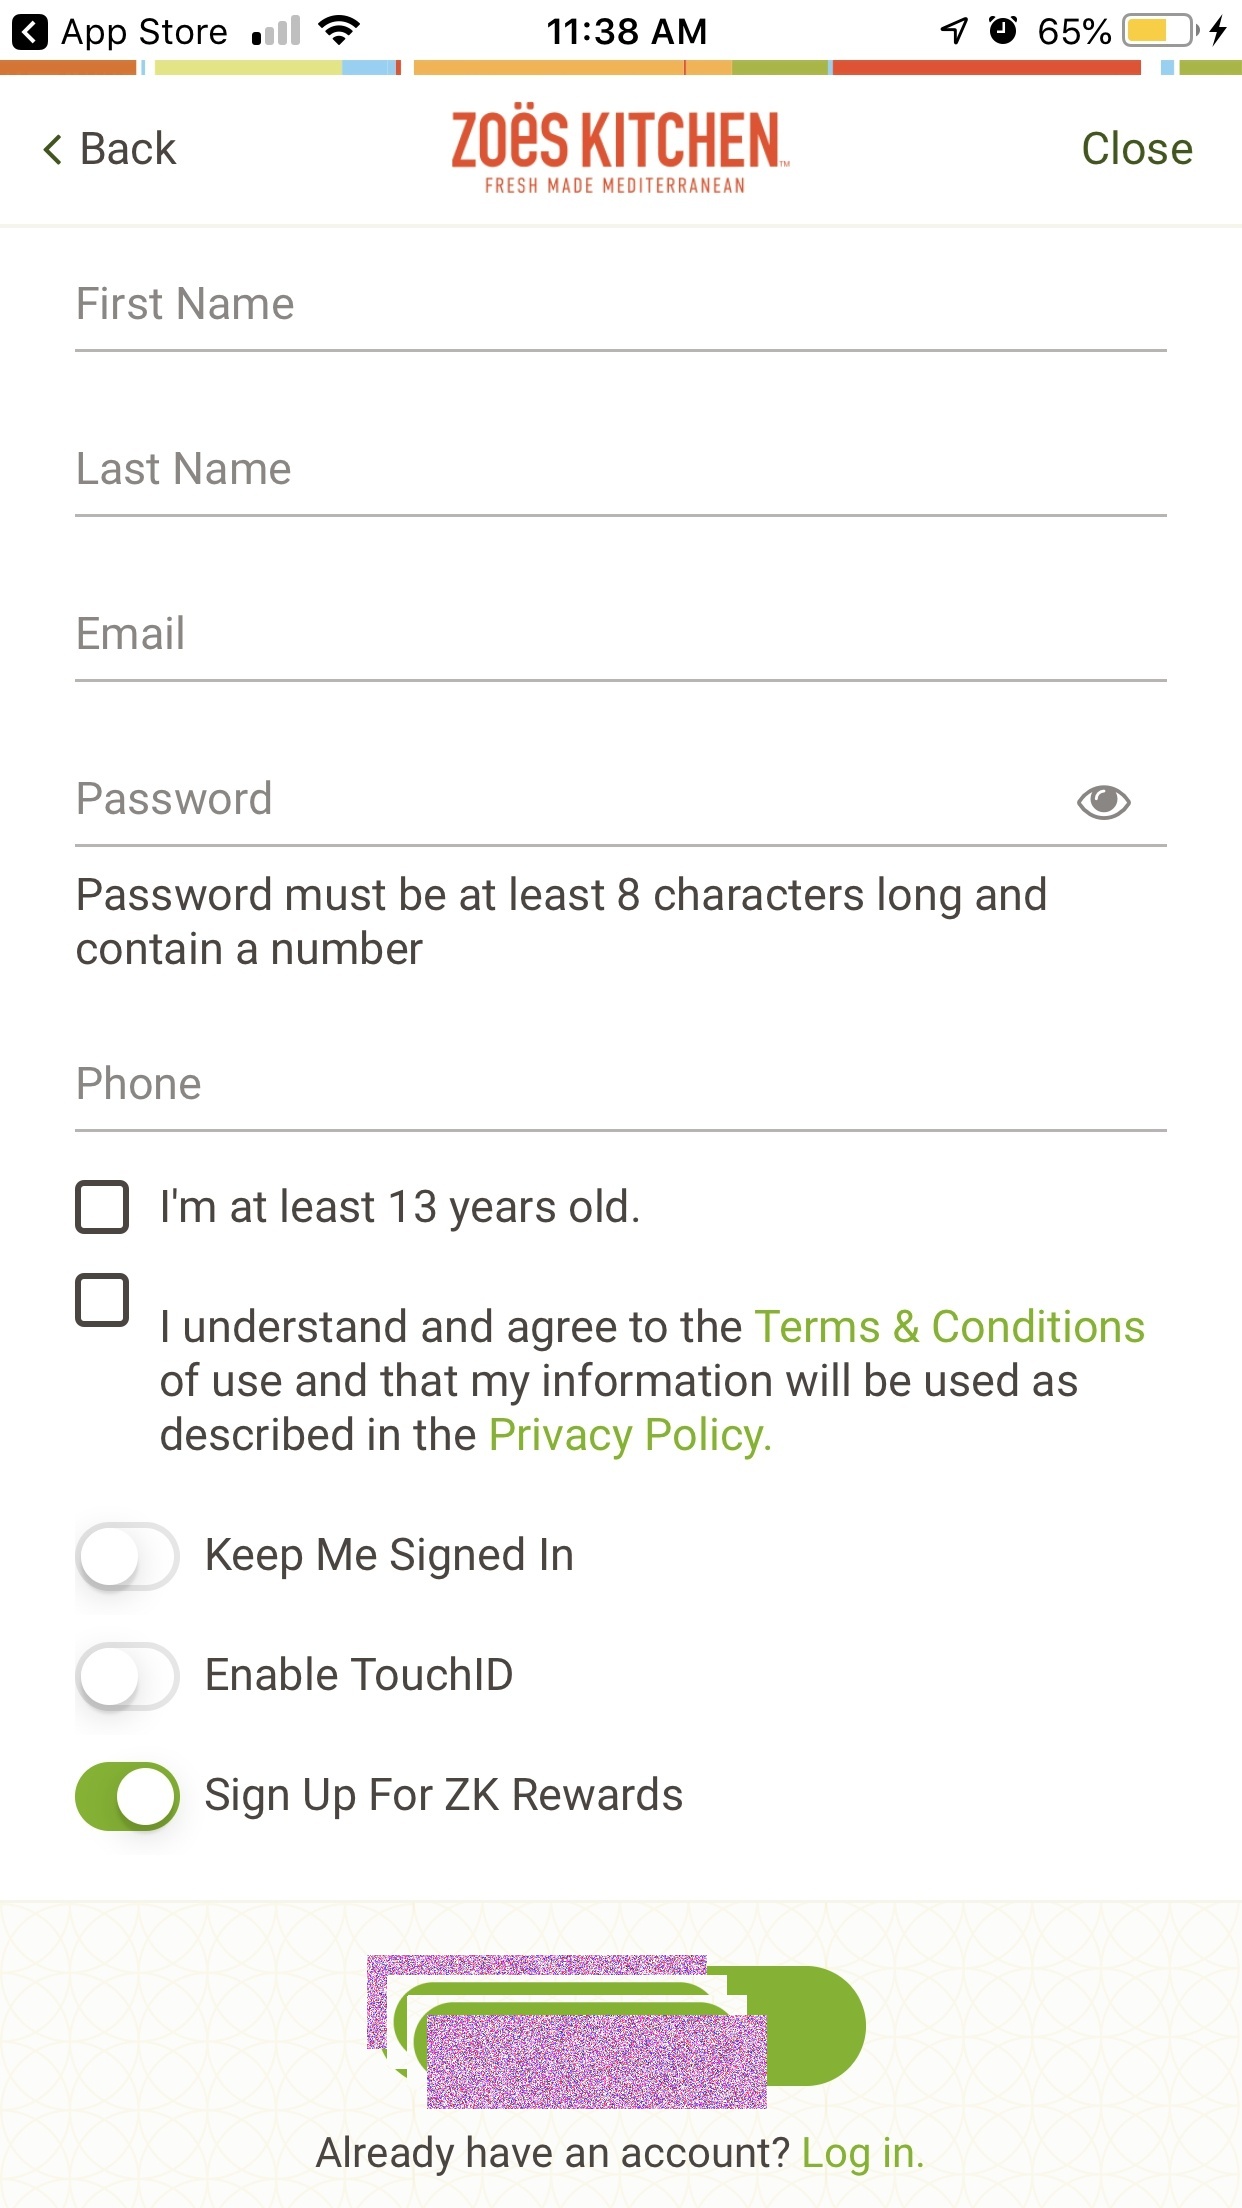 App Store
11:38 AM
65%
Back
ZOËS KITCHEN™
Close
FRESH MADE MEDITERRANEAN
First Name
Last Name
Email
Password
Password must be at least 8 characters long and
contain a number
Phone
I'm at least 13 years old.
I understand and agree to the Terms & Conditions
of use and that my information will be used as
described in the Privacy Policy.
Keep Me Signed In
Enable TouchID
Sign Up For ZK Rewards
Already have an account? Log in.